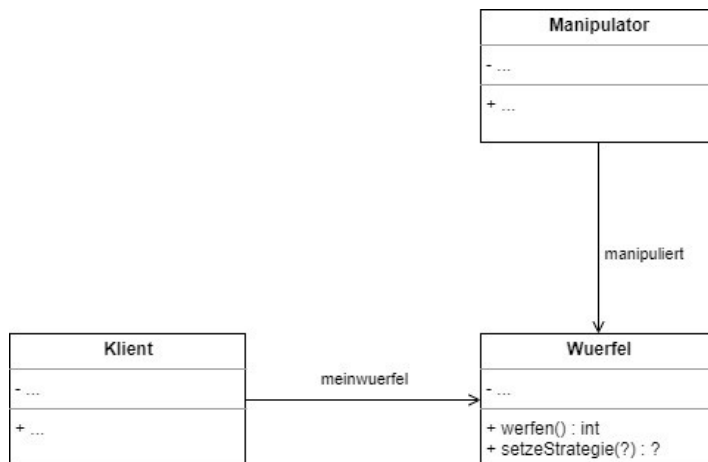 Manipulator
- ...
+ ...
manipuliert
Klient
- ...
+ ...
meinwuerfel
Wuerfel
- ...
+ werfen() : int
+ setzeStrategie(?) : ?